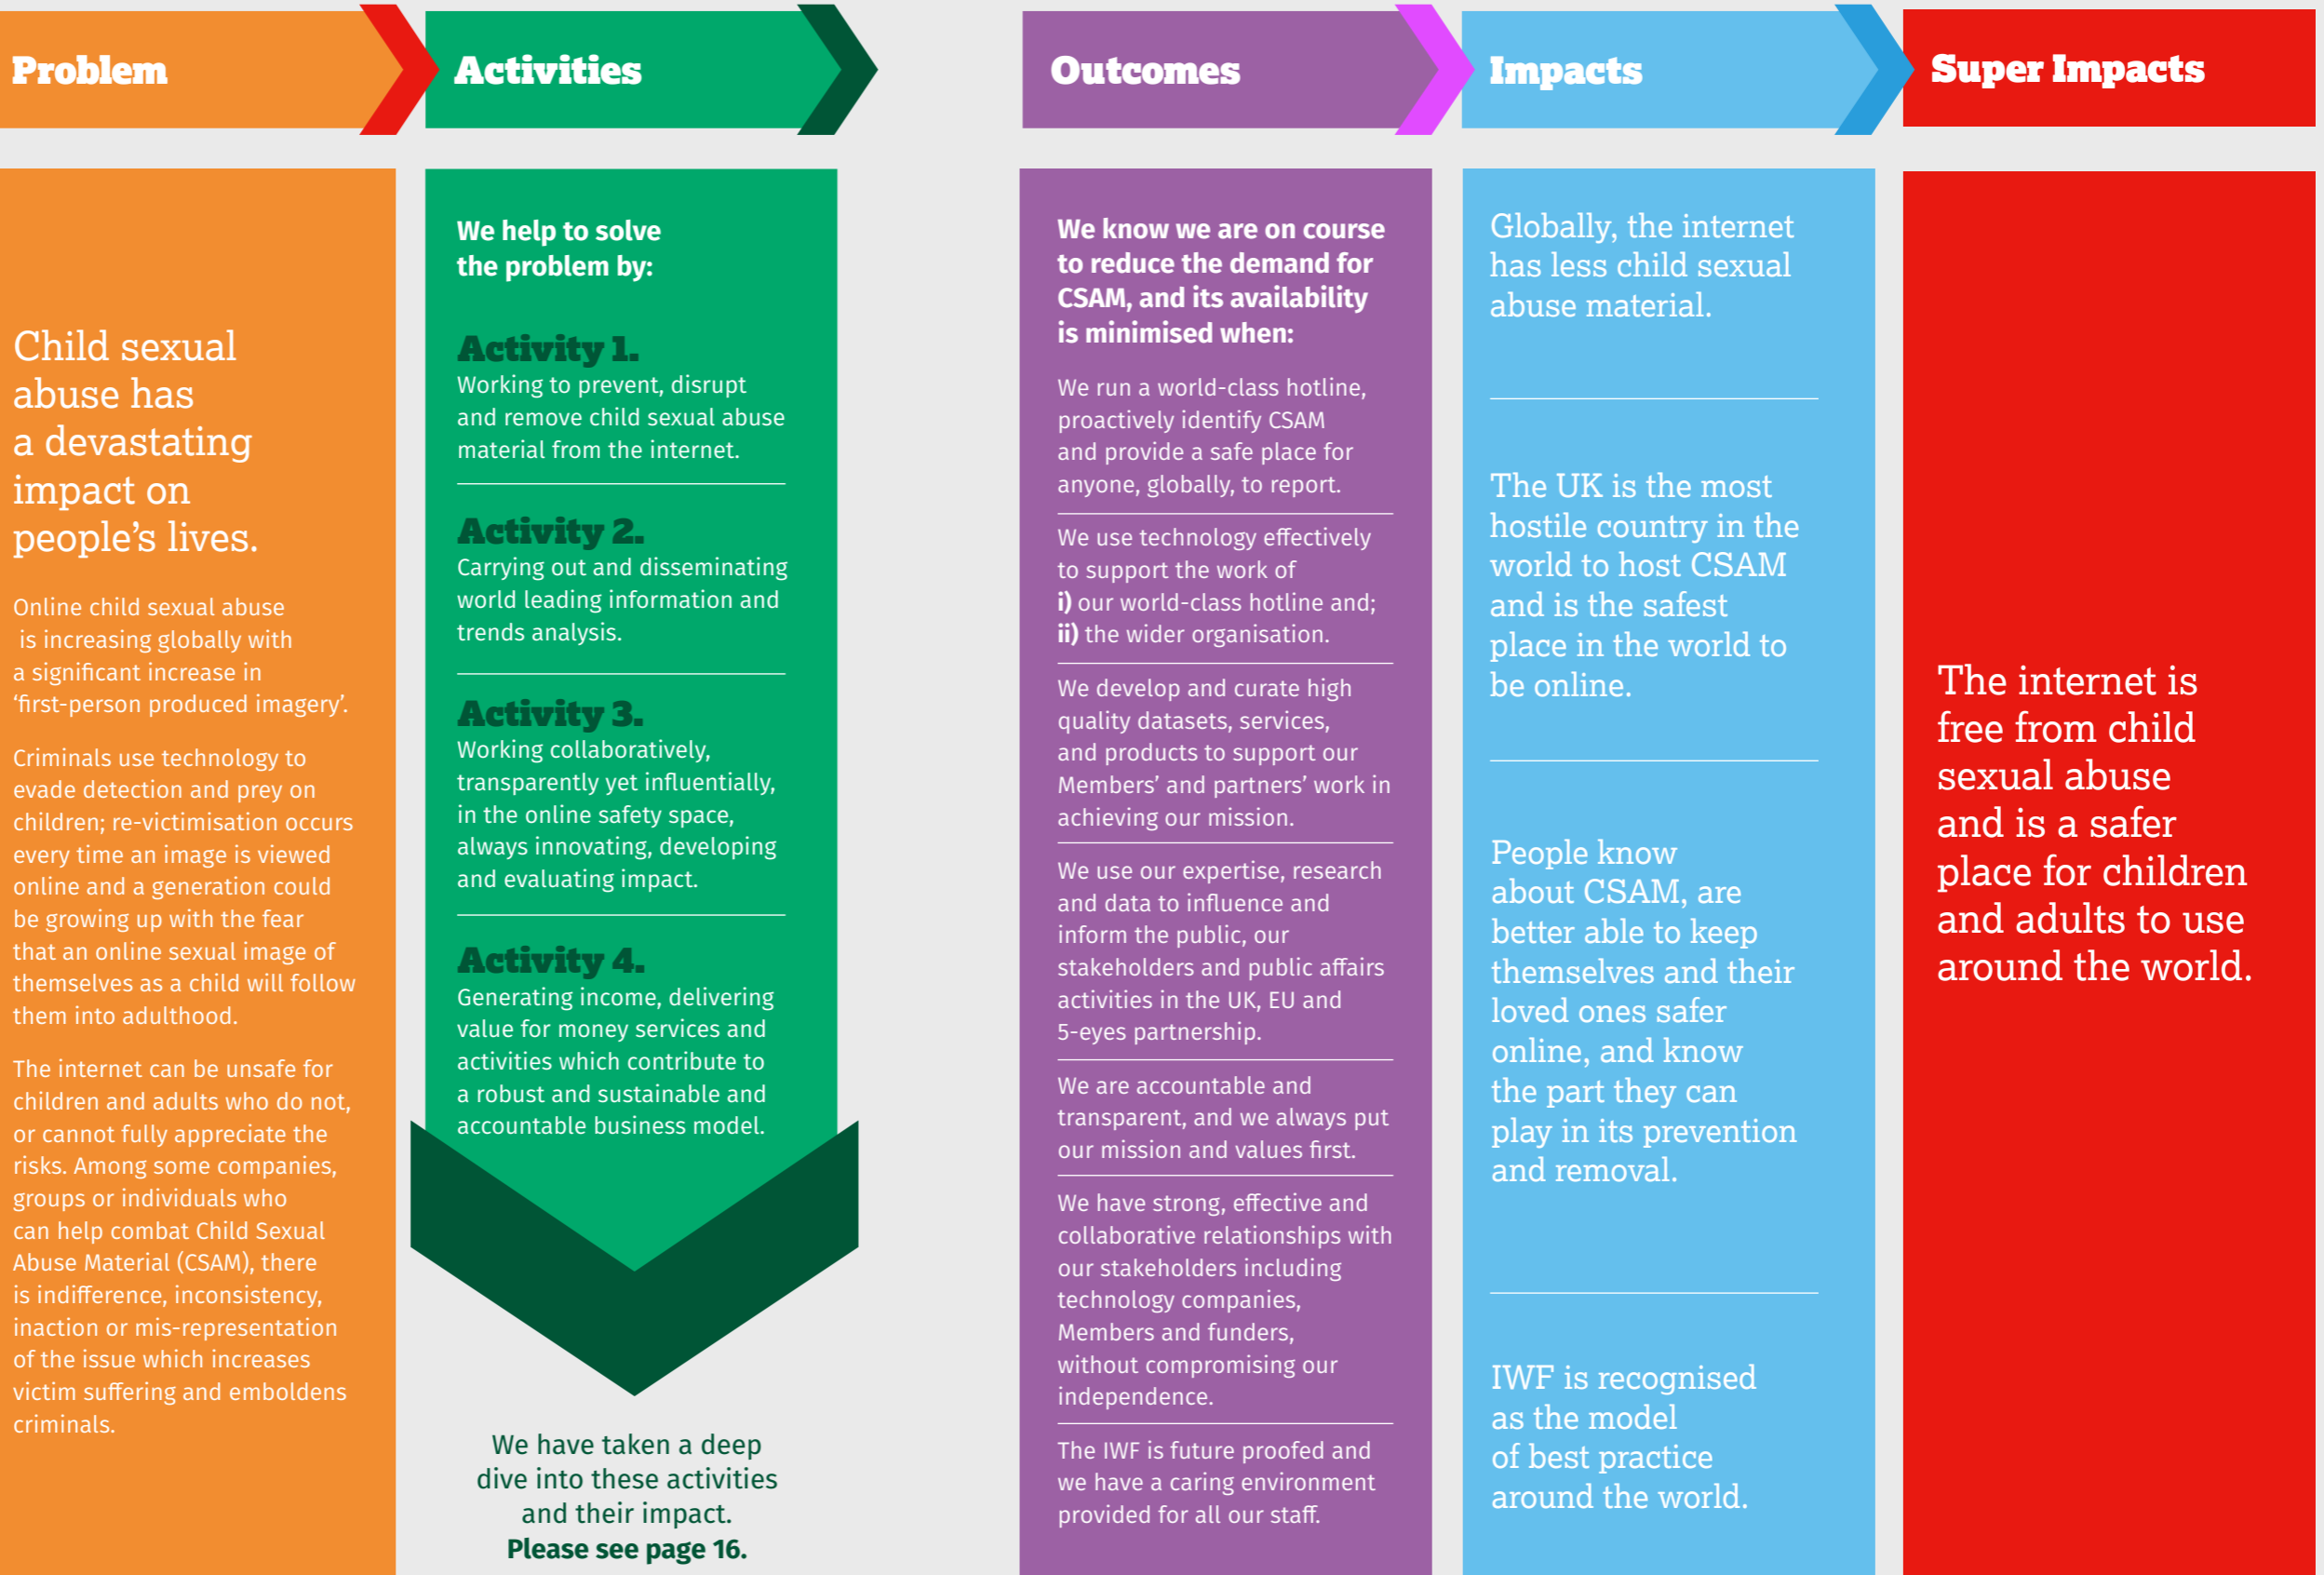 Problem
Child sexual
abuse has
a devastating
impact on
people's lives.
Online child sexual abuse
is increasing globally with
a significant increase in
‘first-person produced imagery’.
Criminals use technology to
evade detection and prey on
children; re-victimisation occurs
every time an image is viewed
online and a generation could
be growing up with the fear
that an online sexual image of
themselves as a child will follow
them into adulthood.
The internet can be unsafe for
children and adults who do not,
or cannot fully appreciate the
risks. Among some companies,
groups or individuals who
can help combat Child Sexual
Abuse Material (CSAM), there
is indifference, inconsistency,
inaction or mis-representation
of the issue which increases
victim suffering and emboldens
criminals.
Activities
We help to solve
the problem by:
Activity 1.
Working to prevent, disrupt
and remove child sexual abuse
material from the internet.
Activity 2.
Carrying out and disseminating
world leading information and
trends analysis.
Activity 3.
Working collaboratively,
transparently yet influentially,
in the online safety space,
always innovating, developing
and evaluating impact.
Activity 4.
Generating income, delivering
value for money services and
activities which contribute to
a robust and sustainable and
accountable business model.
We have taken a deep
dive into these activities
and their impact.
Please see page 16.
Outcomes
We know we are on course
to reduce the demand for
CSAM, and its availability
is minimised when:
We run a world-class hotline,
proactively identify CSAM
and provide a safe place for
anyone, globally, to report.
We use technology effectively
to support the work of
i) our world-class hotline and;
ii) the wider organisation.
We develop and curate high
quality datasets, services,
and products to support our
Members’ and partners’ work in
achieving our mission.
We use our expertise, research
and data to influence and
inform the public, our
stakeholders and public affairs
activities in the UK, EU and
5-eyes partnership.
We are accountable and
transparent, and we always put
our mission and values first.
We have strong, effective and
collaborative relationships with
our stakeholders including
technology companies,
Members and funders,
without compromising our
independence.
The IWF is future proofed and
we have a caring environment
provided for all our staff.
Impacts
Globally, the internet
has less child sexual
abuse material.
The UK is the most
hostile country in the
world to host CSAM
and is the safest
place in the world to
be online.
People know
about CSAM, are
better able to keep
themselves and their
loved ones safer
online, and know
the part they can
play in its prevention
and removal.
IWF is recognised
as the model
of best practice
around the world.
Super Impacts
The internet is
free from child
sexual abuse
and is a safer
place for children
and adults to use
around the world.